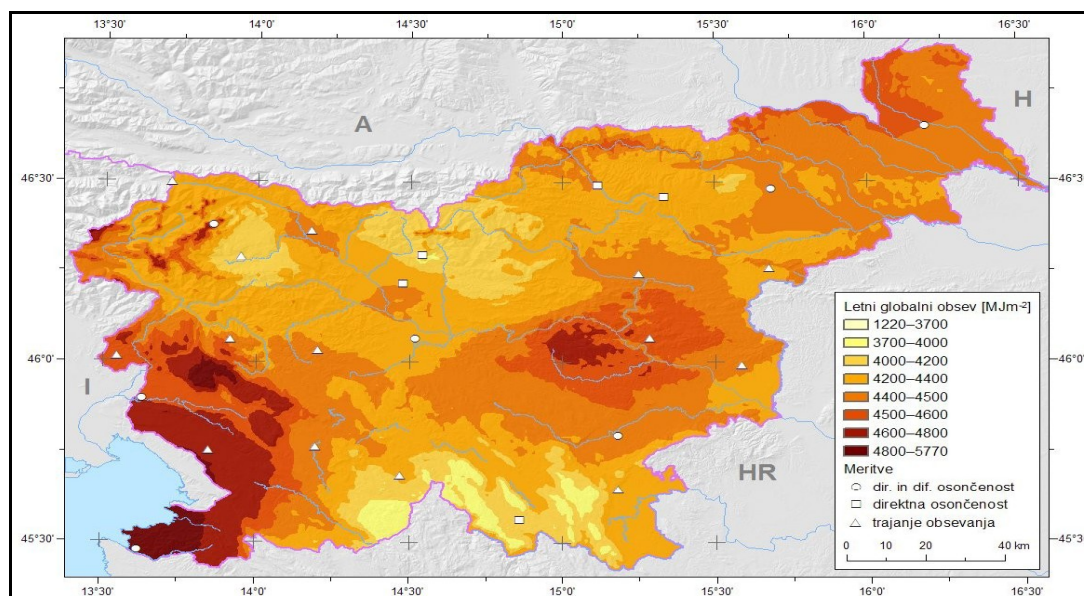 13°30' 14°0' 14°30' 15°0' 15°30' 16°0' 16°30'
A
H
46°30' 46°30'
46°0' 46°0'
I
HR
45°30' 45°30'
Letni globalni obsev [MJm⁻²]
1220–3700
3700–4000
4000–4200
4200–4400
4400–4500
4500–4600
4600–4800
4800–5770
Meritve
dir. in dif. osončenost
direktna osončenost
trajanje obsevanja
0 10 20 40 km
13°30' 14°0' 14°30' 15°0' 15°30' 16°0' 16°30'